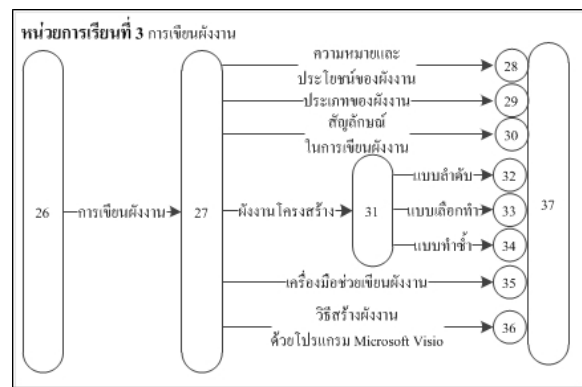 หน่วยการเรียนที่ 3 การเขียนผังงาน
ความหมายและ
ประโยชน์ของผังงาน
28
ประเภทของผังงาน
29
สัญลักษณ์
ในการเขียนผังงาน
30
26
การเขียนผังงาน
27
ผังงานโครงสร้าง
31
แบบลำดับ
32
แบบเลือกทำ
33
แบบทำซ้ำ
34
37
เครื่องมือช่วยเขียนผังงาน
35
วิธีสร้างผังงาน
ด้วยโปรแกรม Microsoft Visio
36